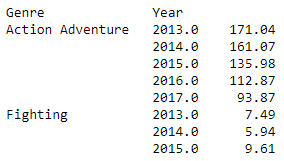 Genre Year
Action Adventure 2013.0 171.04
2014.0 161.07
2015.0 135.98
2016.0 112.87
2017.0 93.87
Fighting 2013.0 7.49
2014.0 5.94
2015.0 9.61